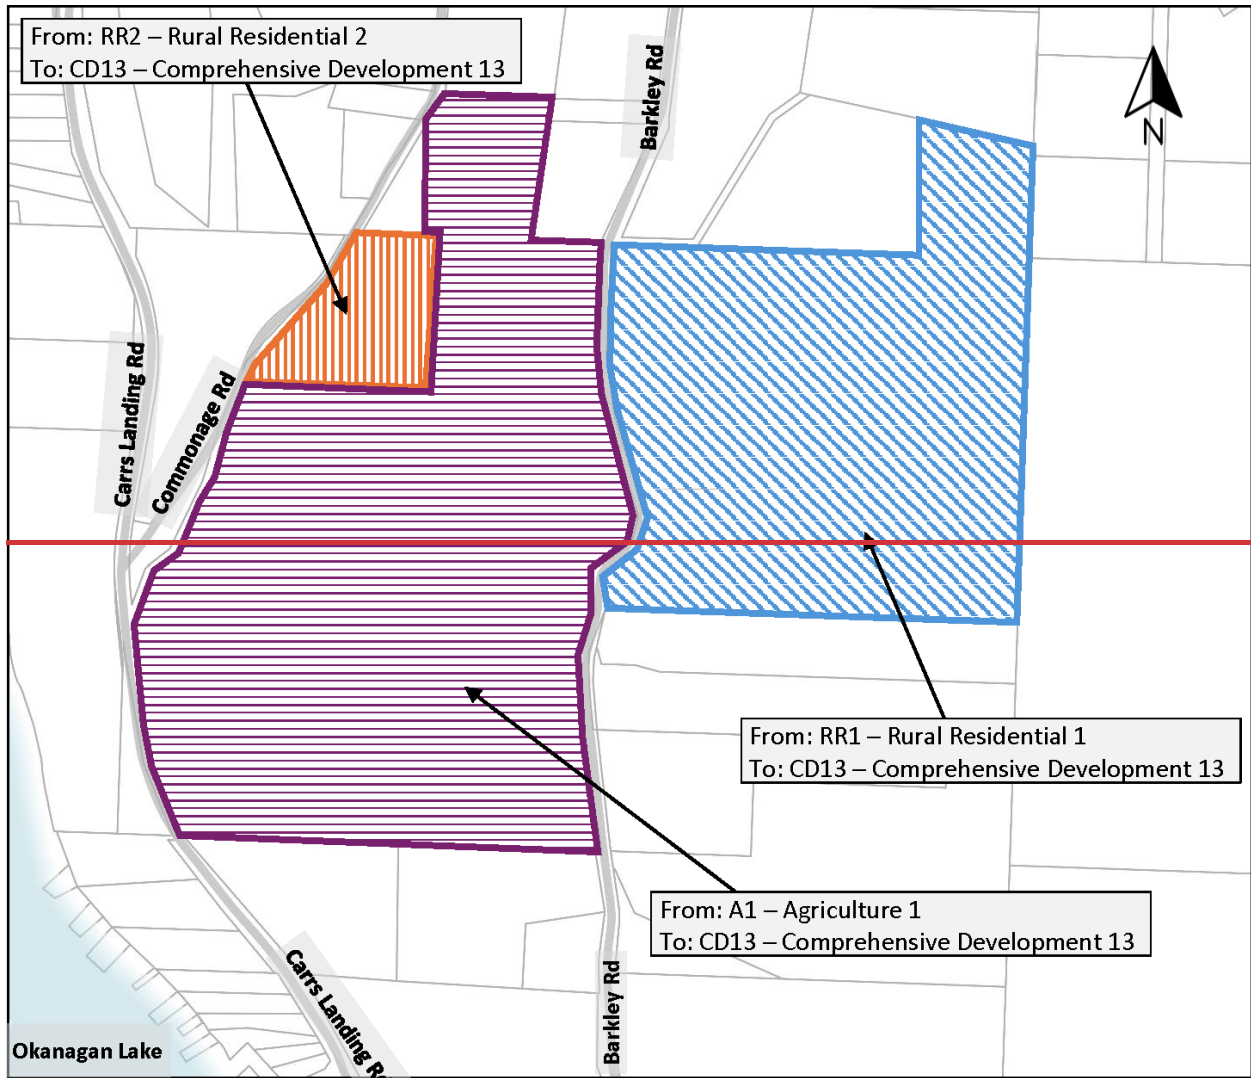 From: RR2 – Rural Residential 2
To: CD13 – Comprehensive Development 13
Barkley Rd
N
Carrs Landing Rd
Commonage Rd
From: RR1 – Rural Residential 1
To: CD13 – Comprehensive Development 13
From: A1 – Agriculture 1
To: CD13 – Comprehensive Development 13
Carrs Landing Rd
Barkley Rd
Okanagan Lake